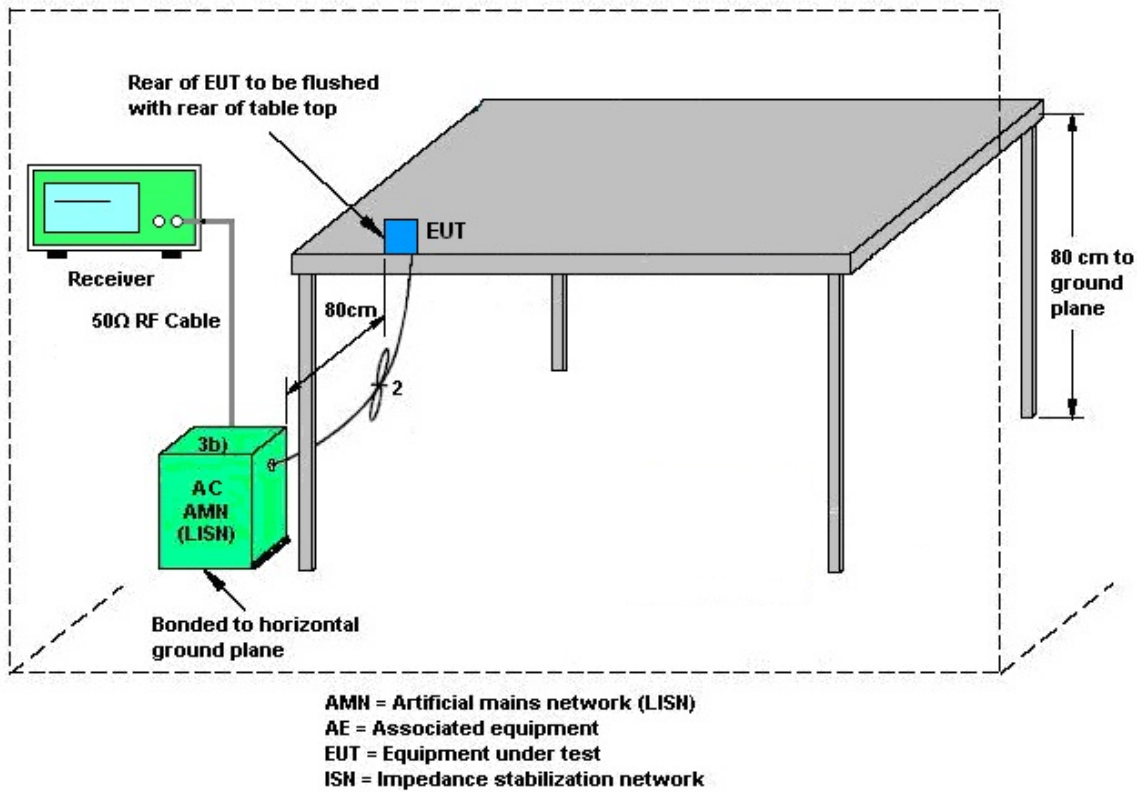 Rear of EUT to be flushed
with rear of table top
EUT
Receiver
50Ω RF Cable
80cm
80 cm to
ground
plane
2
3b)
AC
AMN
(LISN)
Bonded to horizontal
ground plane
AMN = Artificial mains network (LISN)
AE = Associated equipment
EUT = Equipment under test
ISN = Impedance stabilization network